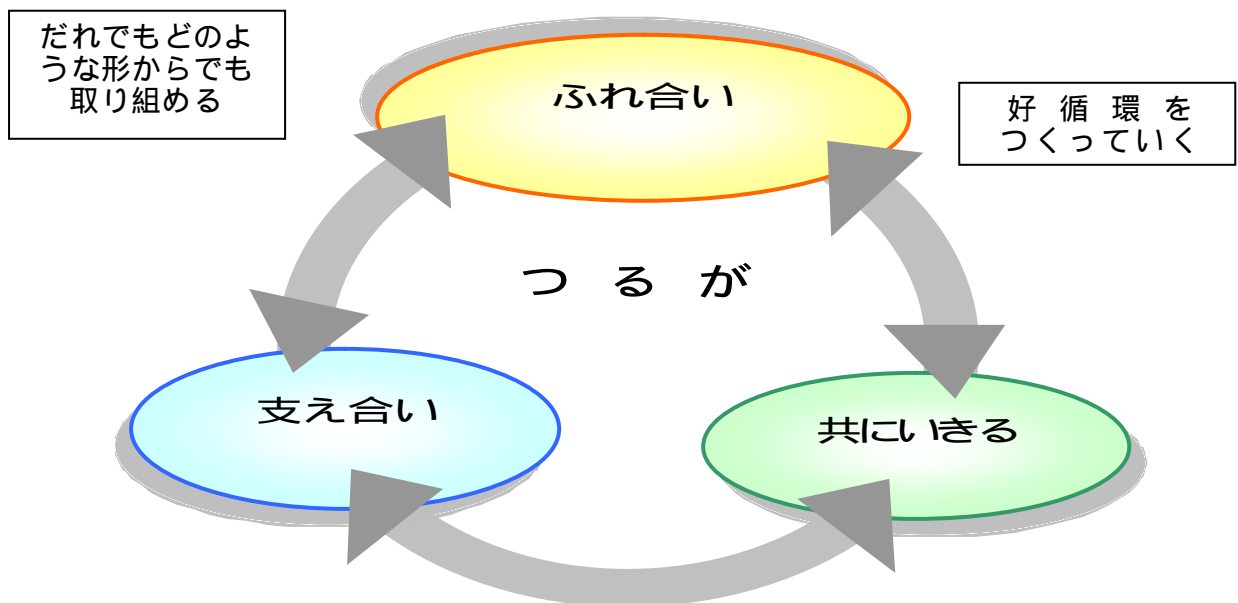 だれでもどのよ
うな形からでも
取り組める
ふれ合い
好循環を
つくっていく
つるが
支え合い
共にいきる